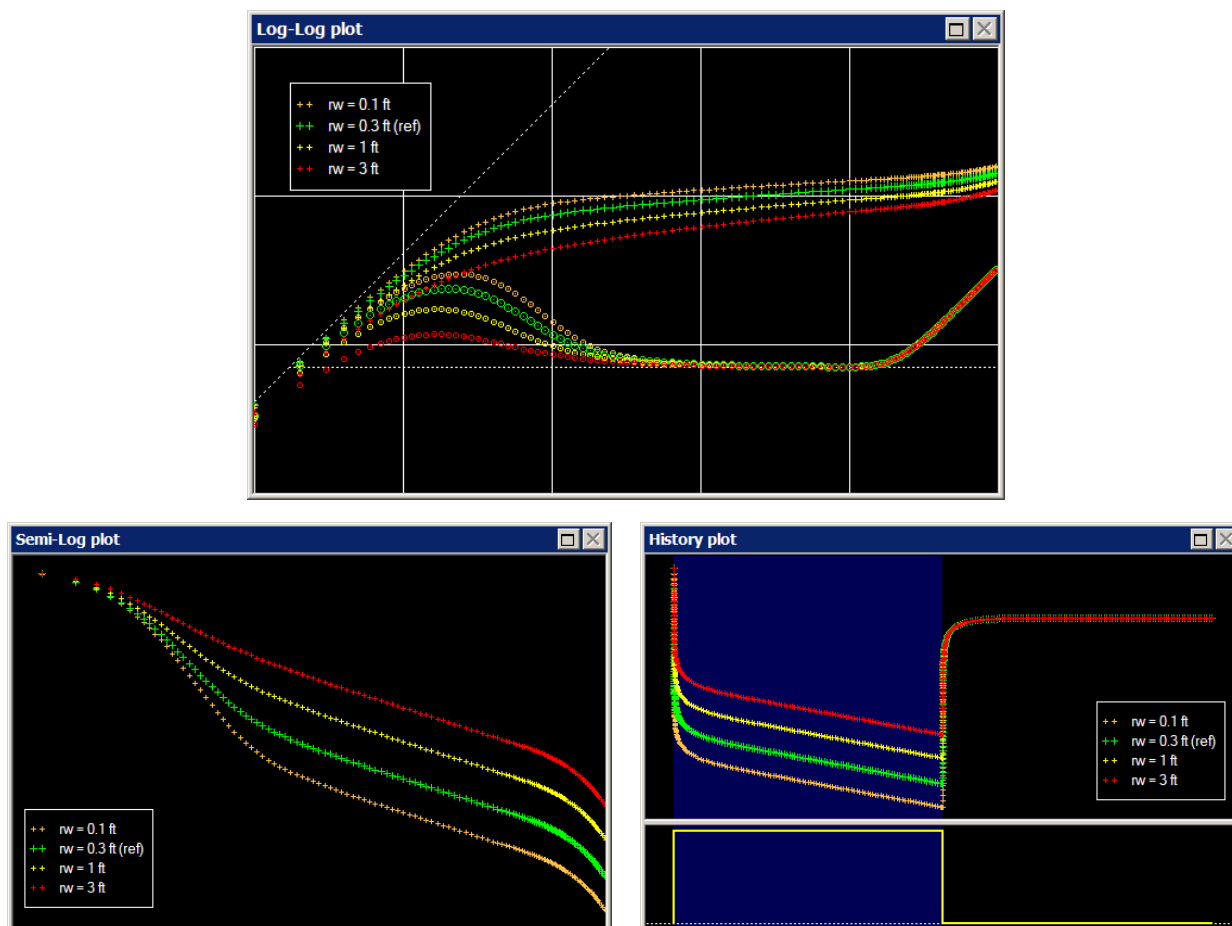 Log-Log plot
rw = 0.1 ft
rw = 0.3 ft (ref)
rw = 1 ft
rw = 3 ft
Semi-Log plot
rw = 0.1 ft
rw = 0.3 ft (ref)
rw = 1 ft
rw = 3 ft
History plot
rw = 0.1 ft
rw = 0.3 ft (ref)
rw = 1 ft
rw = 3 ft